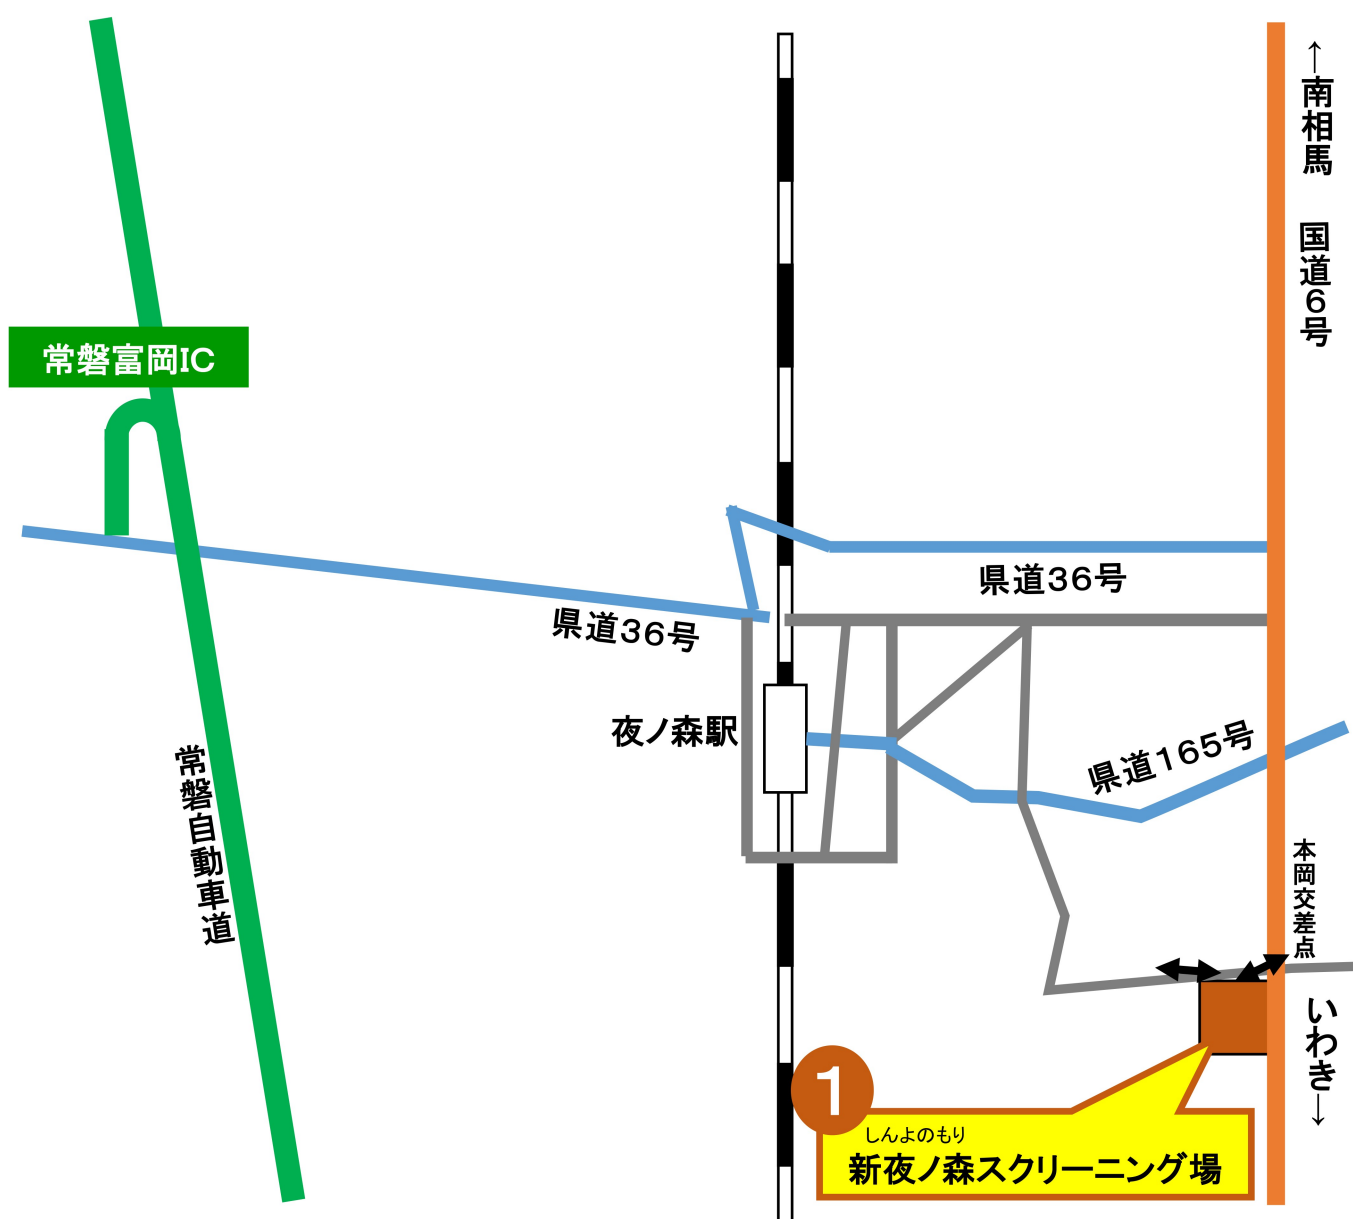 ←南相馬　国道６号
常磐富岡IC
県道３６号
県道３６号
夜ノ森駅
県道１６５号
常磐自動車道
本岡交差点
いわき→
1
しんよのもり
新夜ノ森スクリーニング場